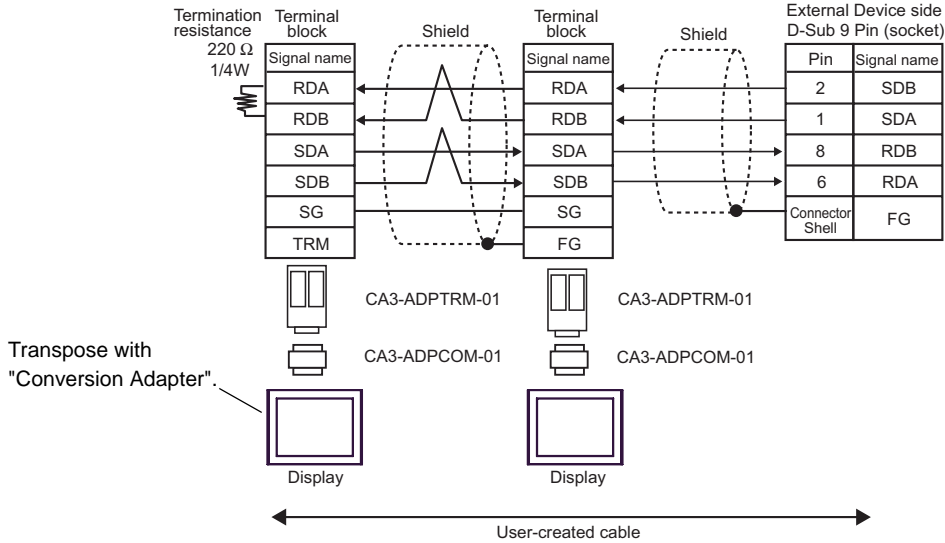 Termination
resistance
220 Ω
1/4W
Terminal
block
Signal name
RDA
RDB
SDA
SDB
SG
TRM
Shield
Terminal
block
Signal name
RDA
RDB
SDA
SDB
SG
FG
Shield
External Device side
D-Sub 9 Pin (socket)
Pin Signal name
2 SDB
1 SDA
8 RDB
6 RDA
Connector
Shell
FG
CA3-ADPTRM-01
CA3-ADPTRM-01
CA3-ADPCOM-01
CA3-ADPCOM-01
Transpose with
"Conversion Adapter".
Display
Display
User-created cable